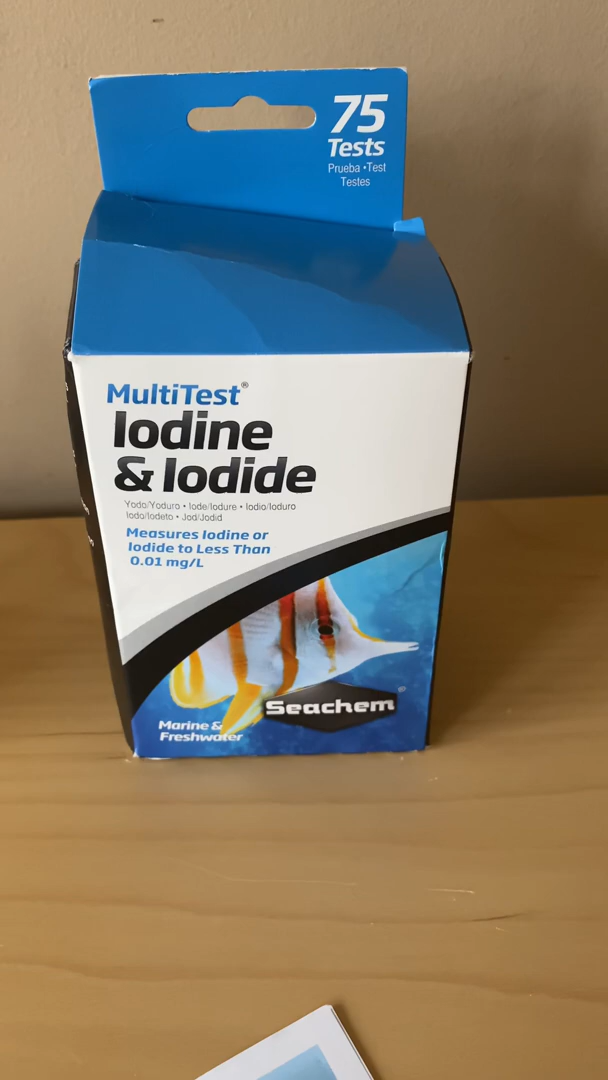 75
Tests
Prueba •Test
Testes
MultiTest®
Iodine
& Iodide
Yodo/Yoduro • Iode/Iodure • Iodio/Ioduro
Iodo/Iodeto • Jod/Jodid
Measures Iodine or
Iodide to Less Than
0.01 mg/L
Seachem®
Marine &
Freshwater